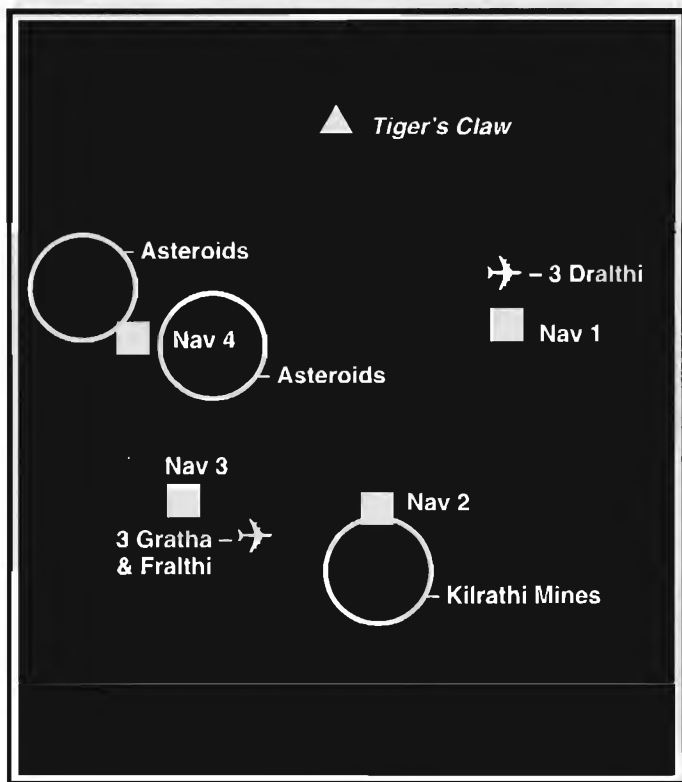 Tiger's Claw
Asteroids
– 3 Dralthi
Nav 1
Nav 4
Asteroids
Nav 3
Nav 2
3 Gratha –
& Fralthi
Kilrathi Mines